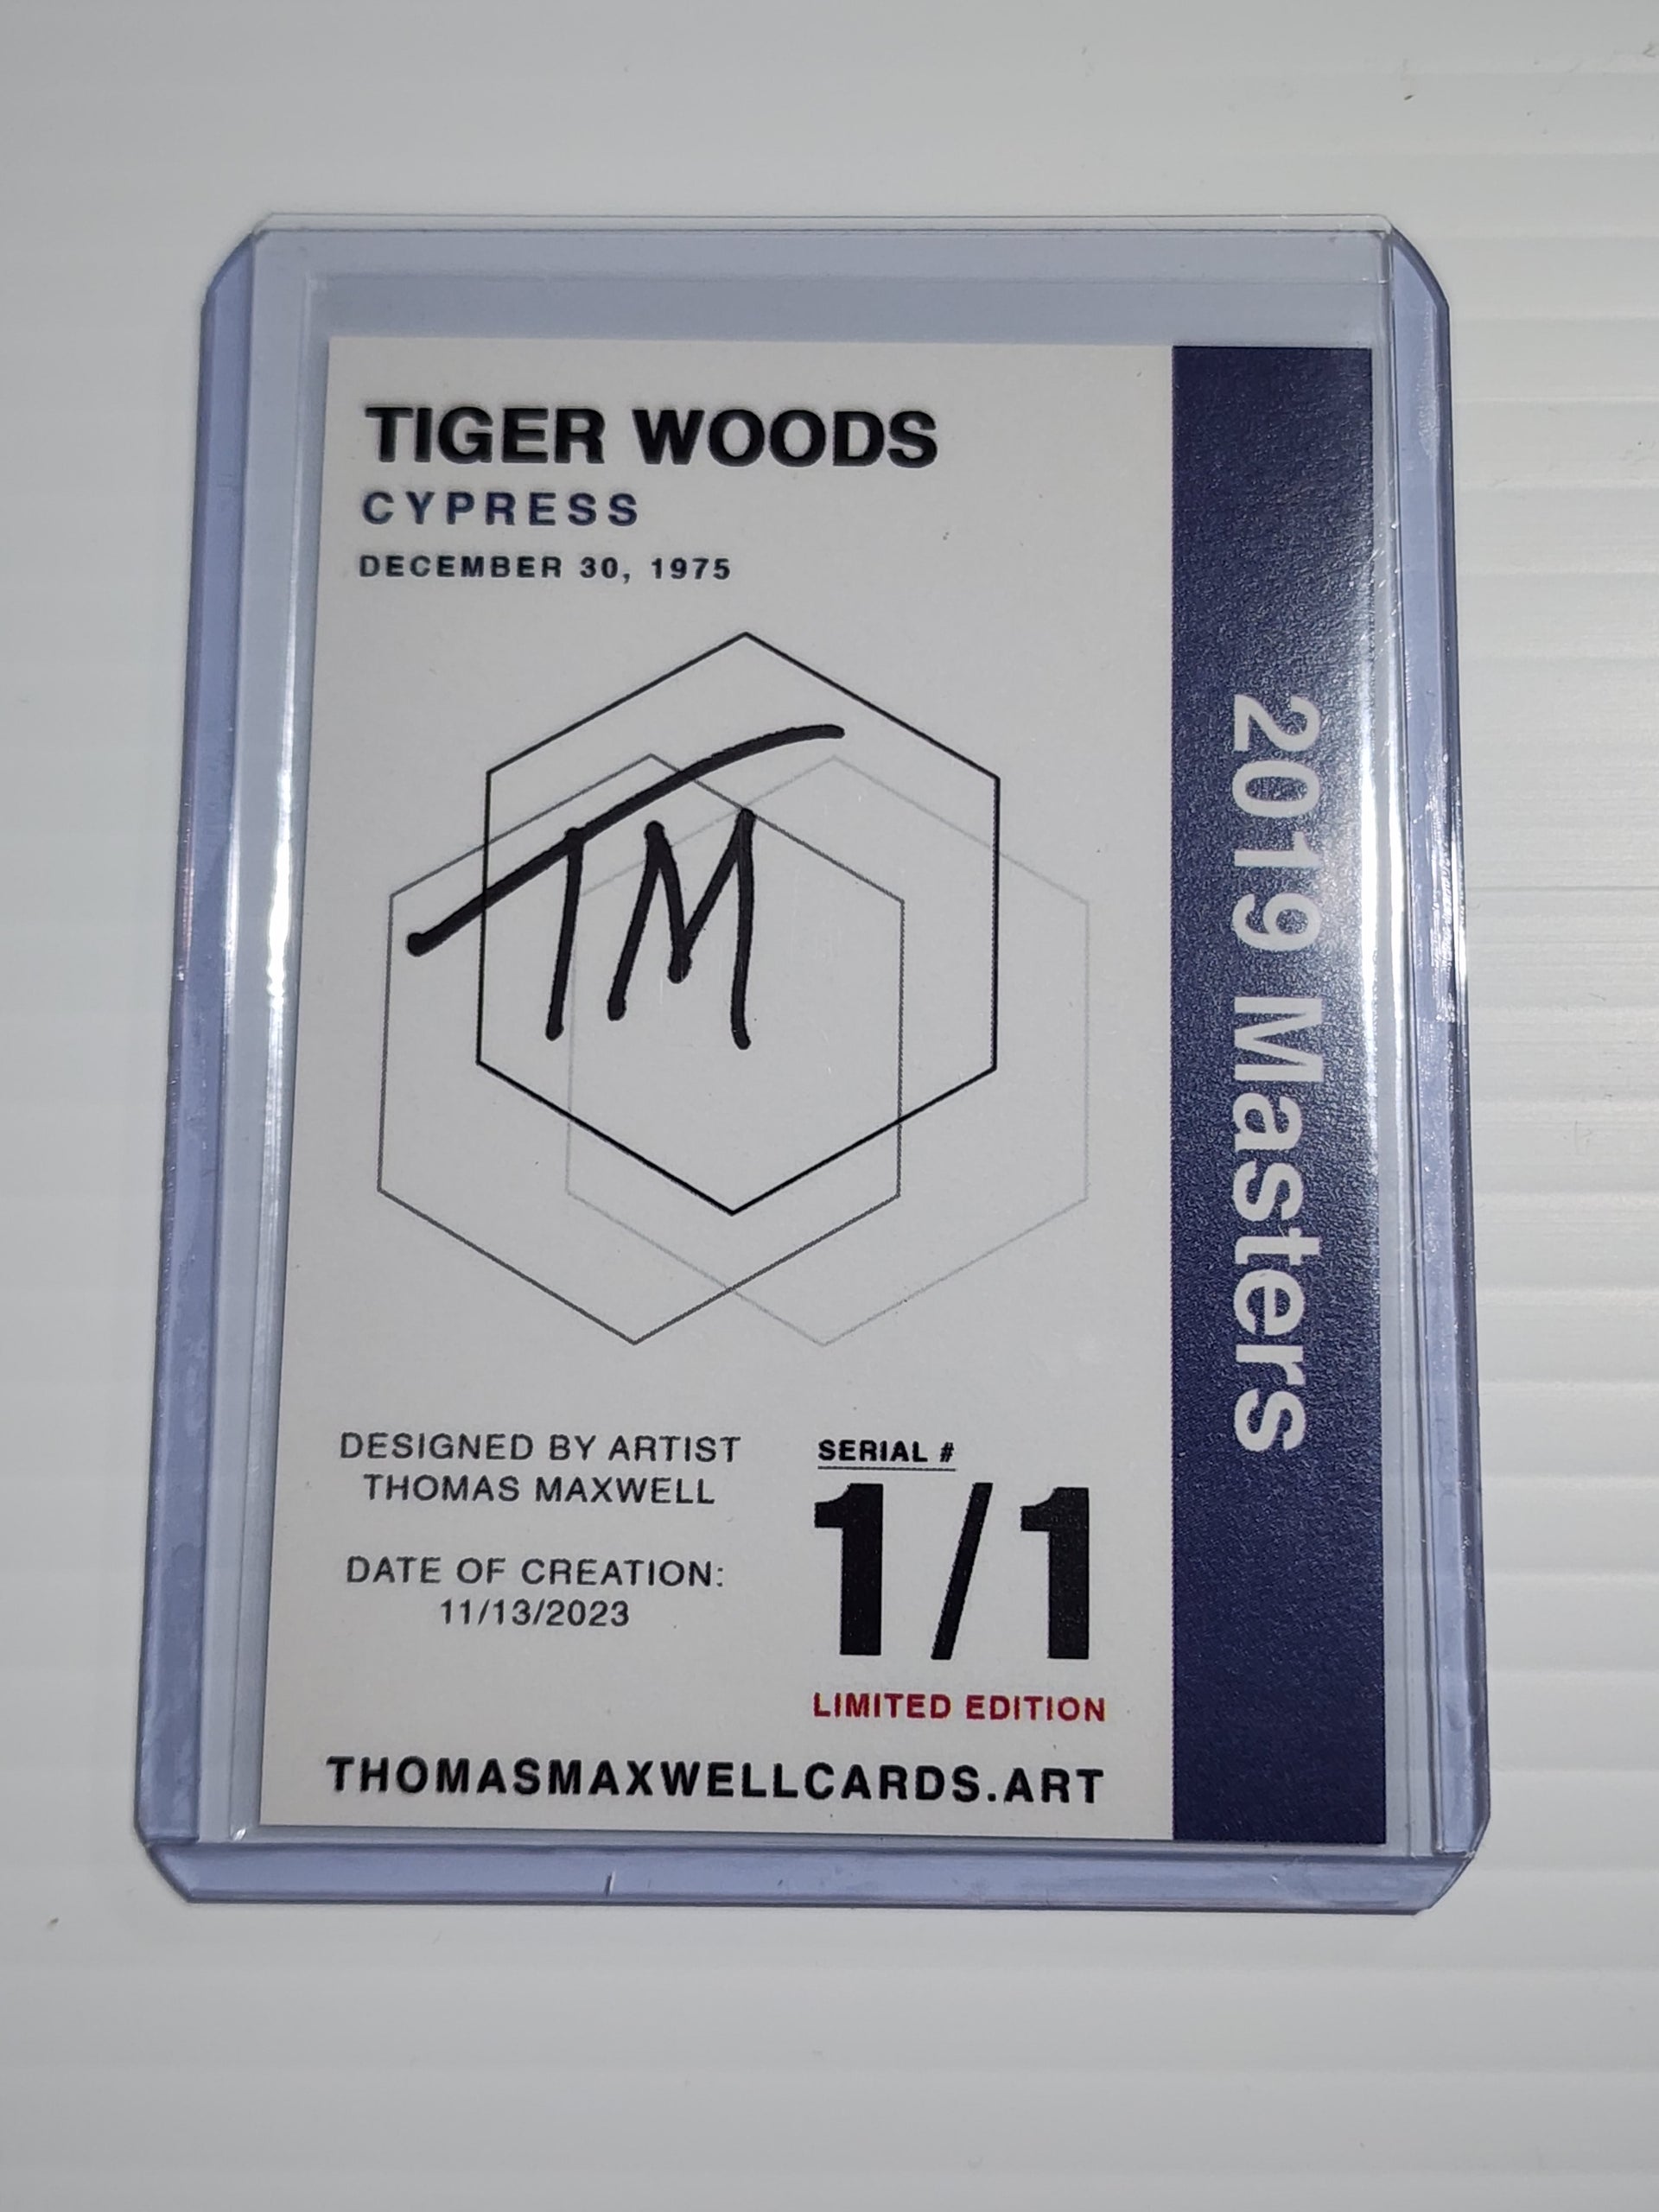 TIGER WOODS
CYPRESS
DECEMBER 30, 1975
TM
DESIGNED BY ARTIST
THOMAS MAXWELL
DATE OF CREATION:
11/13/2023
SERIAL #
1/1
LIMITED EDITION
THOMASMAXWELLCARDS.ART
2019 Masters